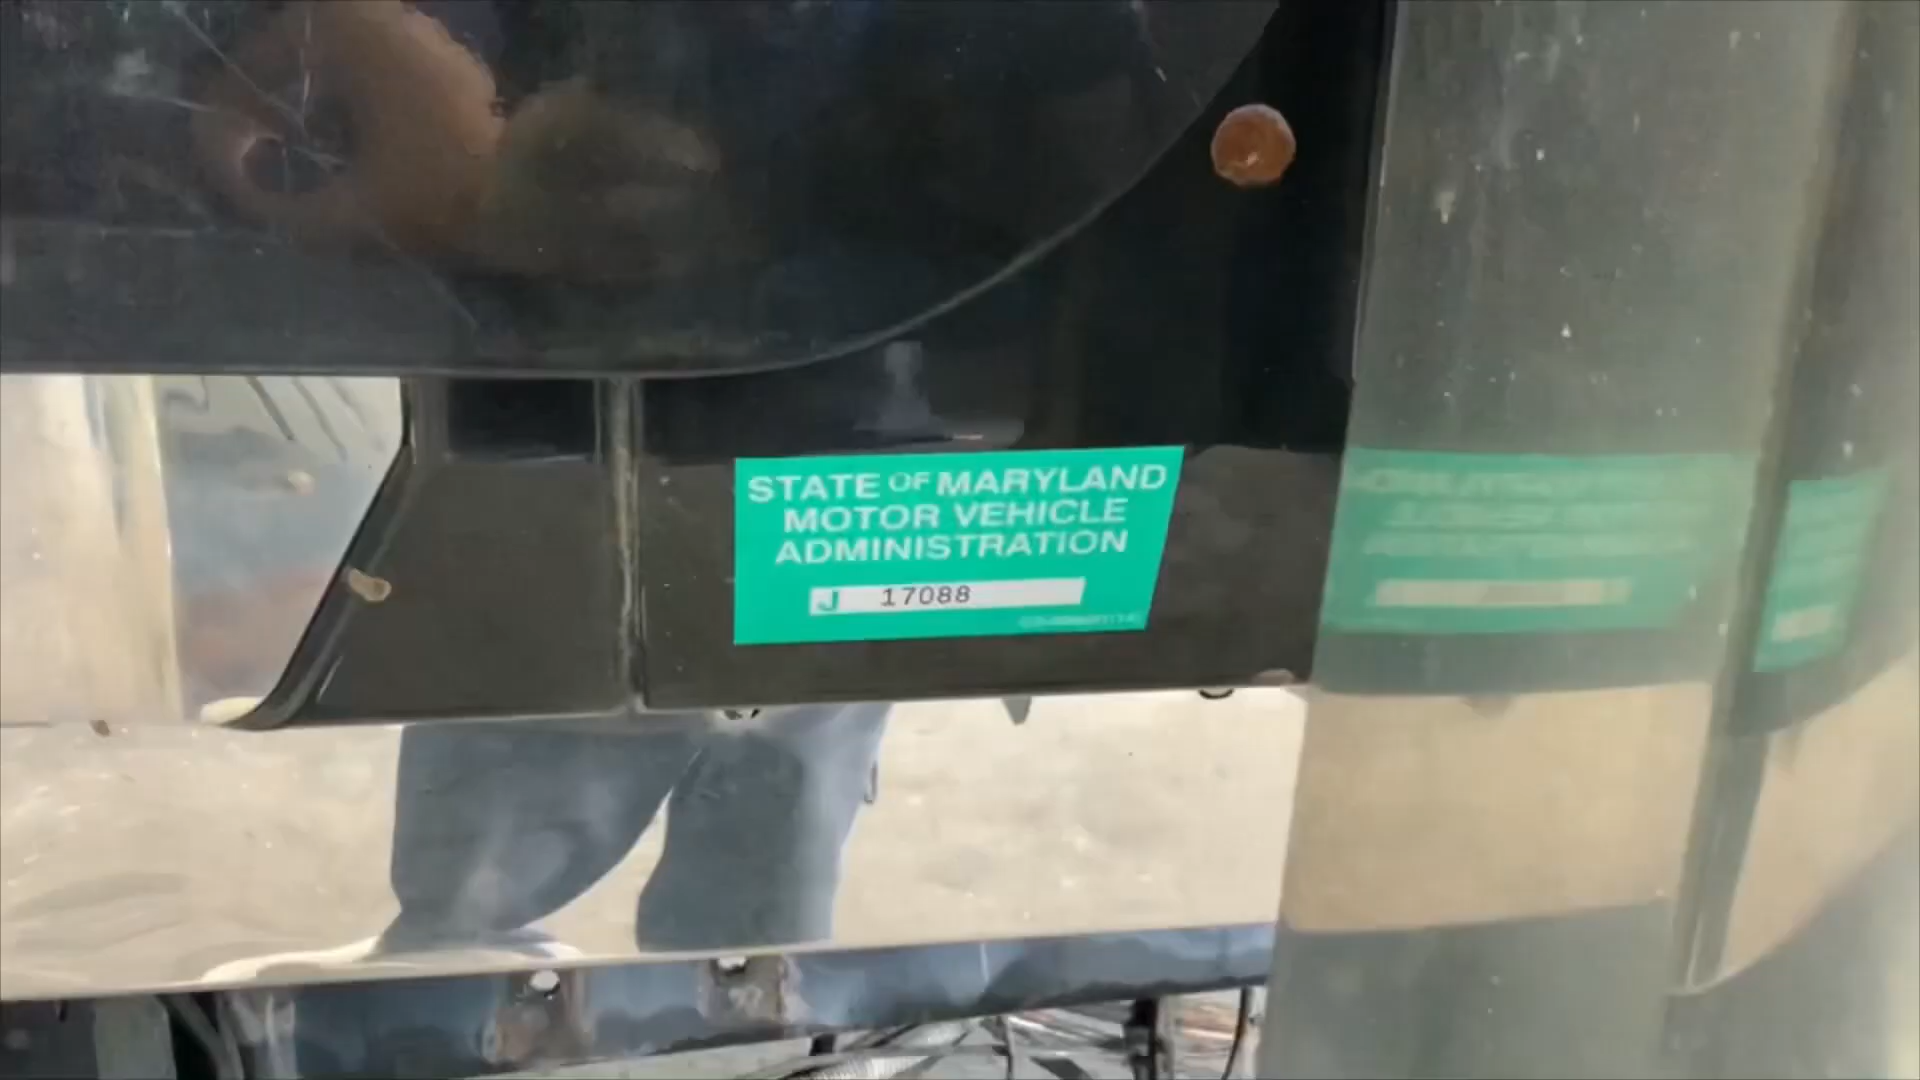 STATE OF MARYLAND
MOTOR VEHICLE
ADMINISTRATION
J 17088